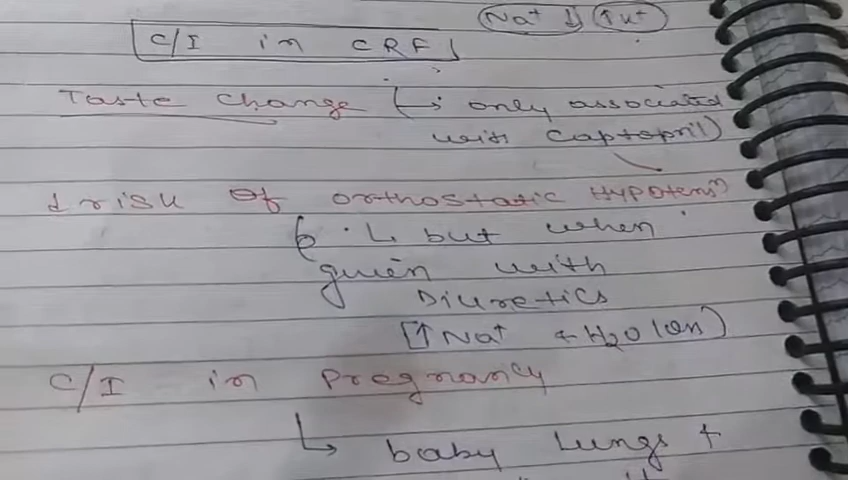 Na+ ↓ ↑K+
C/I in CRF
Taste change ↳ only associated
with Captopril)
↓ risk of orthostatic HYPOtensn
↳ but when
given with
Diuretics
[↑ Na+ + H2O loss)
C/I in Pregnancy
↳ baby lungs +